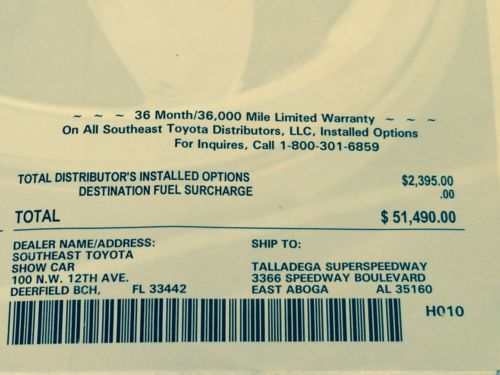 ~ ~ ~ 36 Month/36,000 Mile Limited Warranty ~ ~ ~
On All Southeast Toyota Distributors, LLC, Installed Options
For Inquires, Call 1-800-301-6859
TOTAL DISTRIBUTOR'S INSTALLED OPTIONS $2,395.00
DESTINATION FUEL SURCHARGE .00
TOTAL $ 51,490.00
DEALER NAME/ADDRESS: SHIP TO:
SOUTHEAST TOYOTA
SHOW CAR TALLADEGA SUPERSPEEDWAY
100 N.W. 12TH AVE. 3366 SPEEDWAY BOULEVARD
DEERFIELD BCH, FL 33442 EAST ABOGA AL 35160
H010